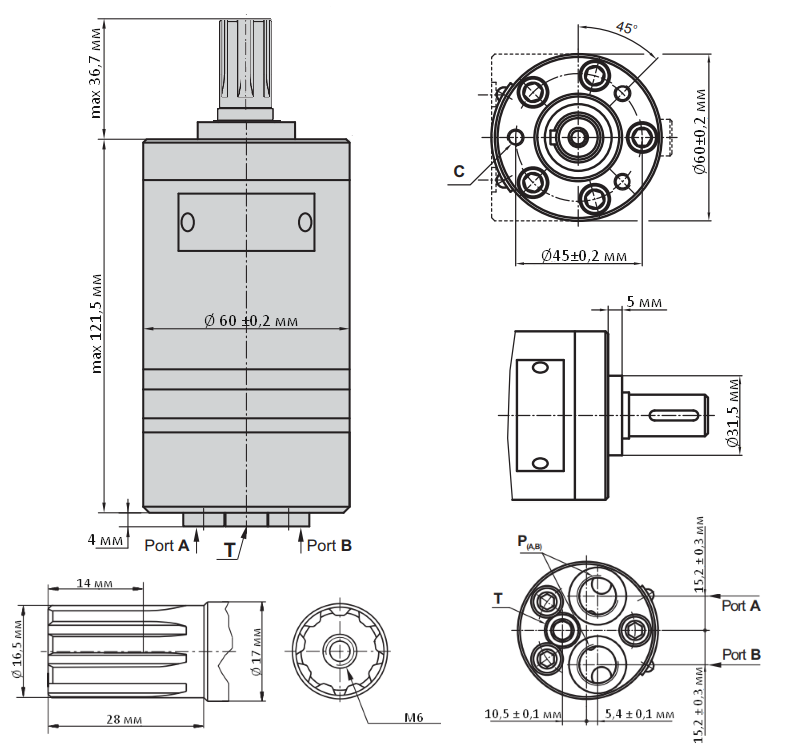 max 36,7 мм
max 121,5 мм
Ø 60 ±0,2 мм
4 мм
Port A
T
Port B
45°
C
Ø60±0,2 мм
Ø45±0,2 мм
5 мм
Ø31,5 мм
14 мм
Ø 16,5 мм
Ø 17 мм
28 мм
M6
P(A,B)
T
15,2 ± 0,3 мм
Port A
Port B
15,2 ± 0,3 мм
10,5 ± 0,1 мм
5,4 ± 0,1 мм